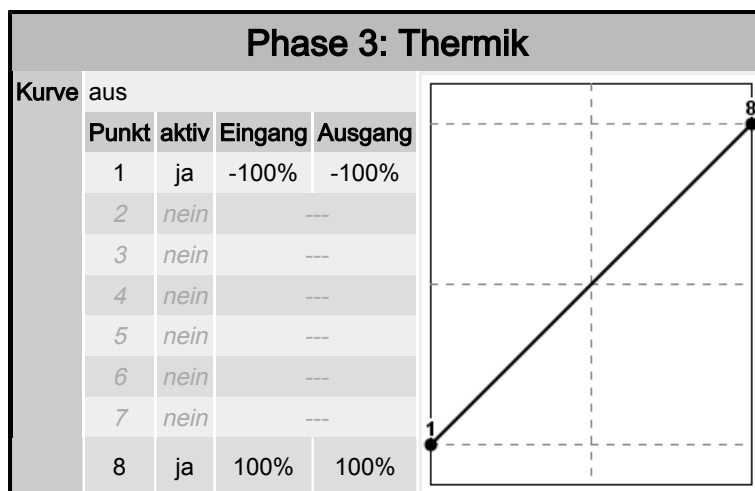 Phase 3: Thermik
Kurve aus
Punkt aktiv Eingang Ausgang
1 ja -100% -100%
2 nein ---
3 nein ---
4 nein ---
5 nein ---
6 nein ---
7 nein ---
8 ja 100% 100%
8
1